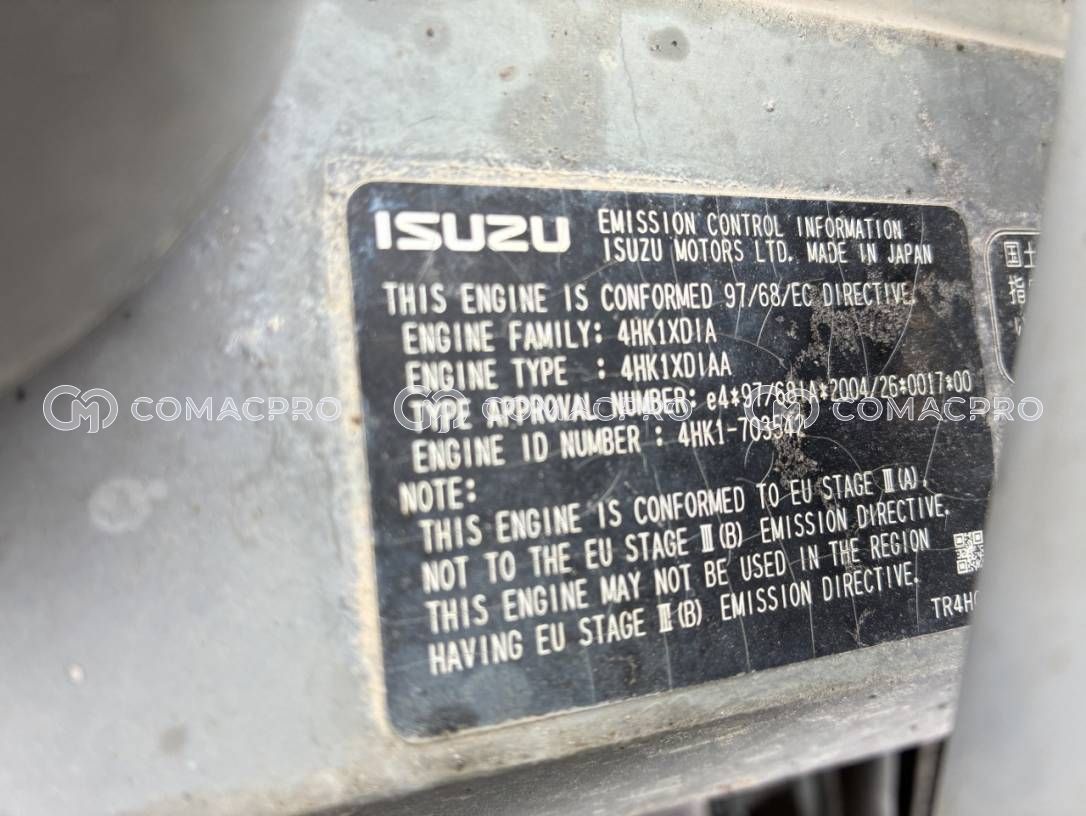 ISUZU
EMISSION CONTROL INFORMATION
ISUZU MOTORS LTD. MADE IN JAPAN
THIS ENGINE IS CONFORMED 97/68/EC DIRECTIVE.
ENGINE FAMILY: 4HK1XDIA
ENGINE TYPE : 4HK1XDIAA
TYPE APPROVAL NUMBER: e4*97/68IA*2004/26*0017*00
ENGINE ID NUMBER : 4HK1-703542
NOTE:
THIS ENGINE IS CONFORMED TO EU STAGE Ⅲ(A),
NOT TO THE EU STAGE Ⅲ(B) EMISSION DIRECTIVE.
THIS ENGINE MAY NOT BE USED IN THE REGION
HAVING EU STAGE Ⅲ(B) EMISSION DIRECTIVE.
国土
指
COMACPRO COMACPRO COMACPRO